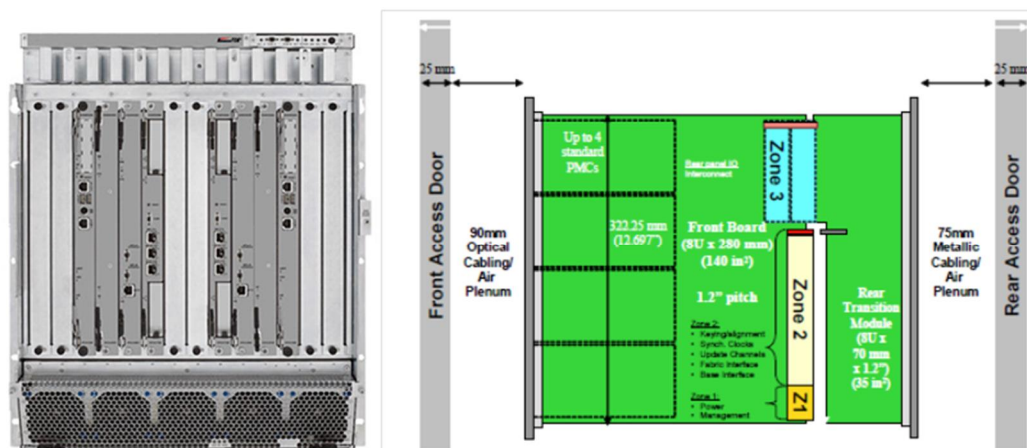 25 mm
Front Access Door
90mm
Optical
Cabling/
Air
Plenum
Up to 4
standard
PMCs
Rear panel IO
Interconnect
322.25 mm
(12.697")
Front Board
(8U x 280 mm)
(140 in²)
1.2" pitch
Zone 2:
• Keying/alignment
• Synch. Clocks
• Update Channels
• Fabric Interface
• Base Interface
Zone 1:
• Power
• Management
Zone 3
Zone 2
Z1
Rear
Transition
Module
(8U x
70 mm
x 1.2")
(35 in²)
75mm
Metallic
Cabling/
Air
Plenum
25 mm
Rear Access Door